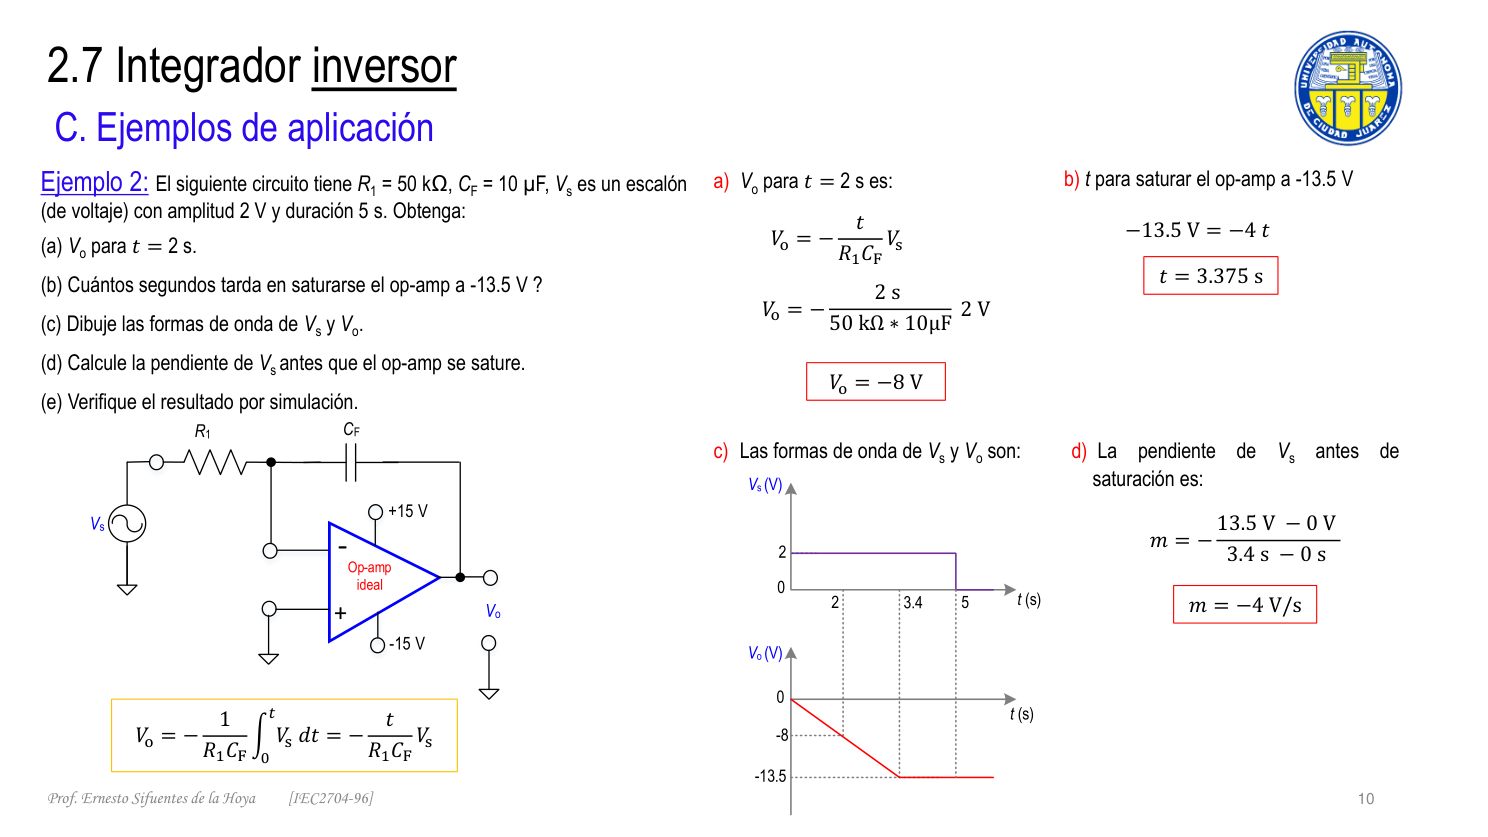 2.7 Integrador inversor
C. Ejemplos de aplicación
UNIVERSIDAD AUTONOMA
DE CIUDAD JUAREZ
Ejemplo 2: El siguiente circuito tiene R1 = 50 kΩ, CF = 10 μF, Vs es un escalón
(de voltaje) con amplitud 2 V y duración 5 s. Obtenga:
(a) Vo para t = 2 s.
(b) Cuántos segundos tarda en saturarse el op-amp a -13.5 V ?
(c) Dibuje las formas de onda de Vs y Vo.
(d) Calcule la pendiente de Vs antes que el op-amp se sature.
(e) Verifique el resultado por simulación.
R1
CF
Vs
+15 V
-
Op-amp
ideal
+
Vo
-15 V
Vo = − 1/(R1CF) ∫0^t Vs dt = − t/(R1CF) Vs
a) Vo para t = 2 s es:
Vo = − t/(R1CF) Vs
Vo = − 2 s/(50 kΩ ∗ 10μF) 2 V
Vo = −8 V
b) t para saturar el op-amp a -13.5 V
−13.5 V = −4 t
t = 3.375 s
c) Las formas de onda de Vs y Vo son:
Vs (V)
2
0
2
3.4
5
t (s)
Vo (V)
0
t (s)
-8
-13.5
d) La pendiente de Vs antes de
saturación es:
m = − (13.5 V − 0 V)/(3.4 s − 0 s)
m = −4 V/s
Prof. Ernesto Sifuentes de la Hoya [IEC2704-96]
10